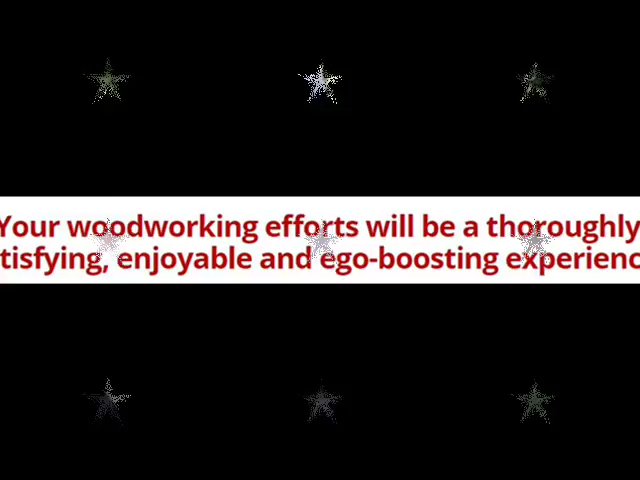 Your woodworking efforts will be a thoroughly
tisfying, enjoyable and ego-boosting experienc